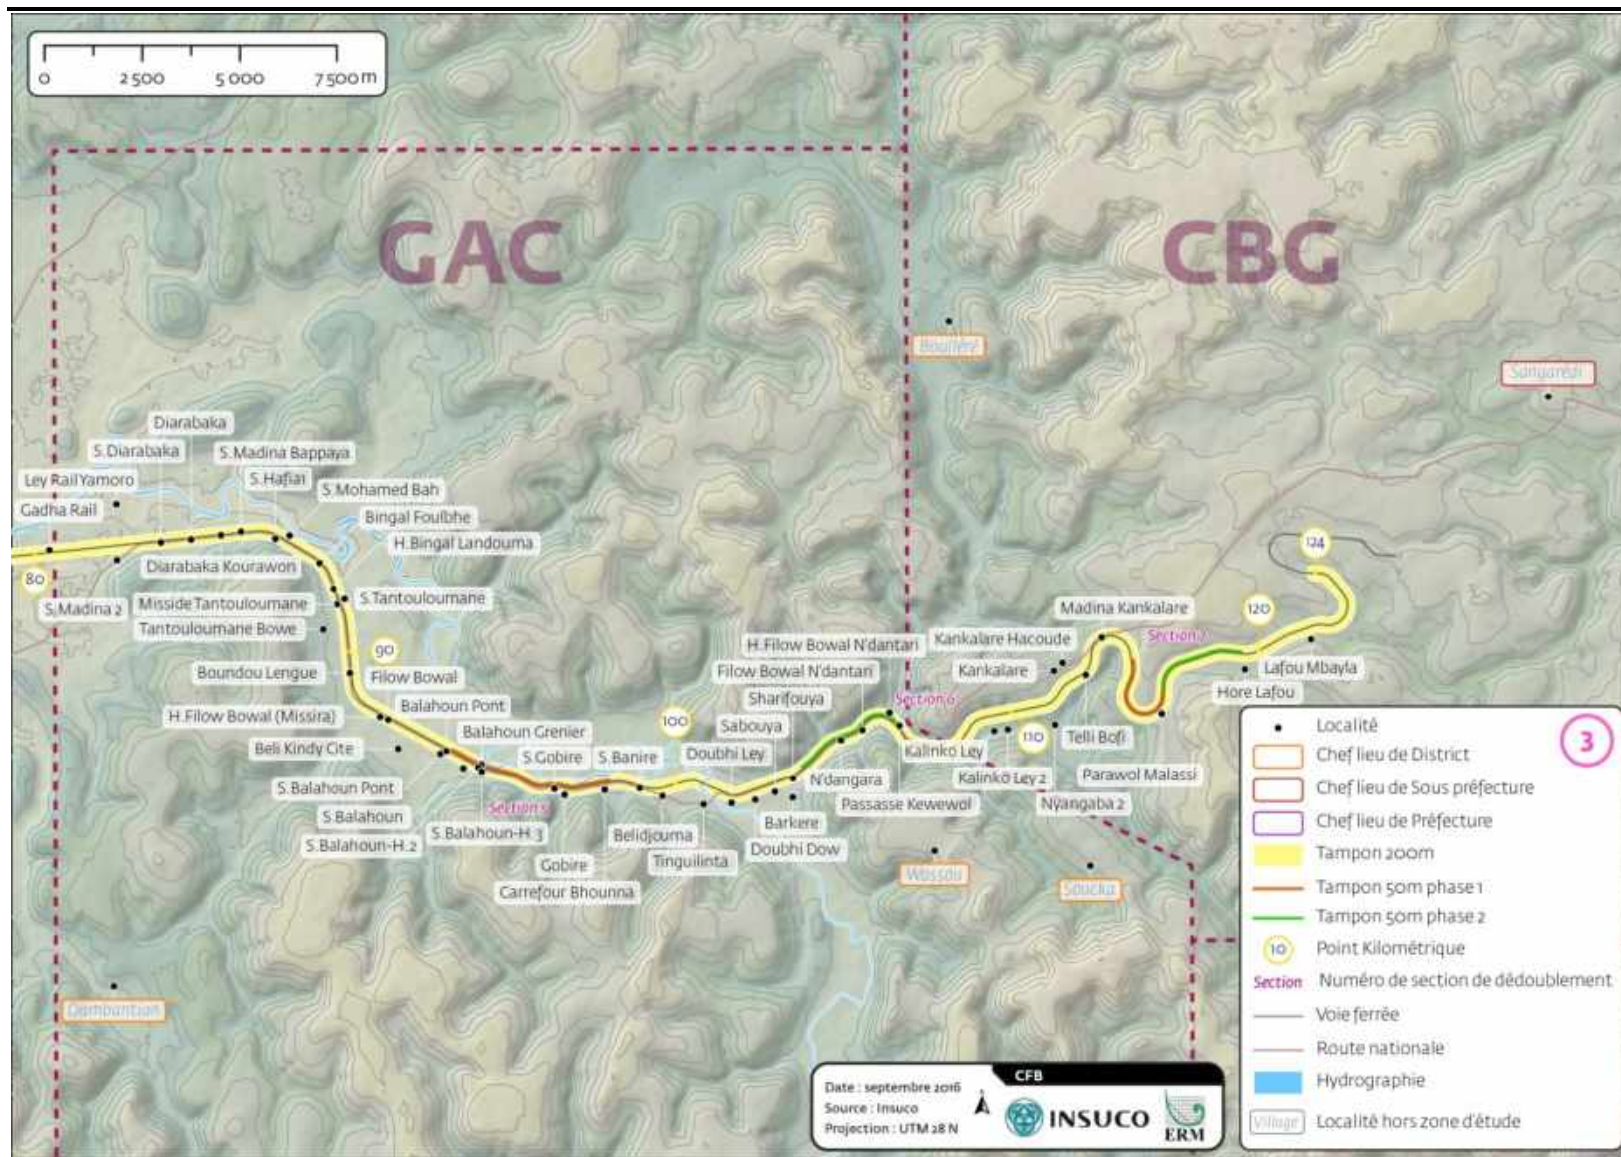 0 2 500 5 000 7 500 m
GAC
CBG
Boulléré
Sangarédi
Diarabaka
S.Diarabaka
S.Madina Bappaya
Ley Rail Yamoro
S.Hafia1
S.Mohamed Bah
Gadha Rail
Bingal Foulbhe
H.Bingal Landouma
124
Diarabaka Kourawon
80
S.Madina 2
Misside Tantouloumane
S.Tantouloumane
Madina Kankalare
120
Tantouloumane Bowe
Section 7
90
H.Filow Bowal N'dantari
Kankalare Hacoude
Boundou Lengue
Filow Bowal
Filow Bowal N'dantari
Kankalare
Lafou Mbayla
Sharifouya
Section 6
Hore Lafou
H.Filow Bowal (Missira)
Balahoun Pont
100
Sabouya
Balahoun Grenier
110
Telli Bofi
Beli Kindy Cite
S.Gobire
S.Banire
Doubhi Ley
Kalinko Ley
S.Balahoun Pont
N'dangara
Kalinko Ley 2
Parawol Malassi
Section 5
Passasse Kewewol
Nyangaba 2
S.Balahoun
S.Balahoun-H.3
Belidjouma
Barkere
S.Balahoun-H.2
Tinguilinta
Doubhi Dow
Gobire
Carrefour Bhounna
Wossou
Soucka
3
Localité
Chef lieu de District
Chef lieu de Sous préfecture
Chef lieu de Préfecture
Tampon 200m
Tampon 50m phase 1
Tampon 50m phase 2
10 Point Kilométrique
Section Numéro de section de dédoublement
Voie ferrée
Route nationale
Hydrographie
Village Localité hors zone d'étude
CFB
Date : septembre 2016
Source : Insuco
Projection : UTM 28 N
INSUCO
ERM